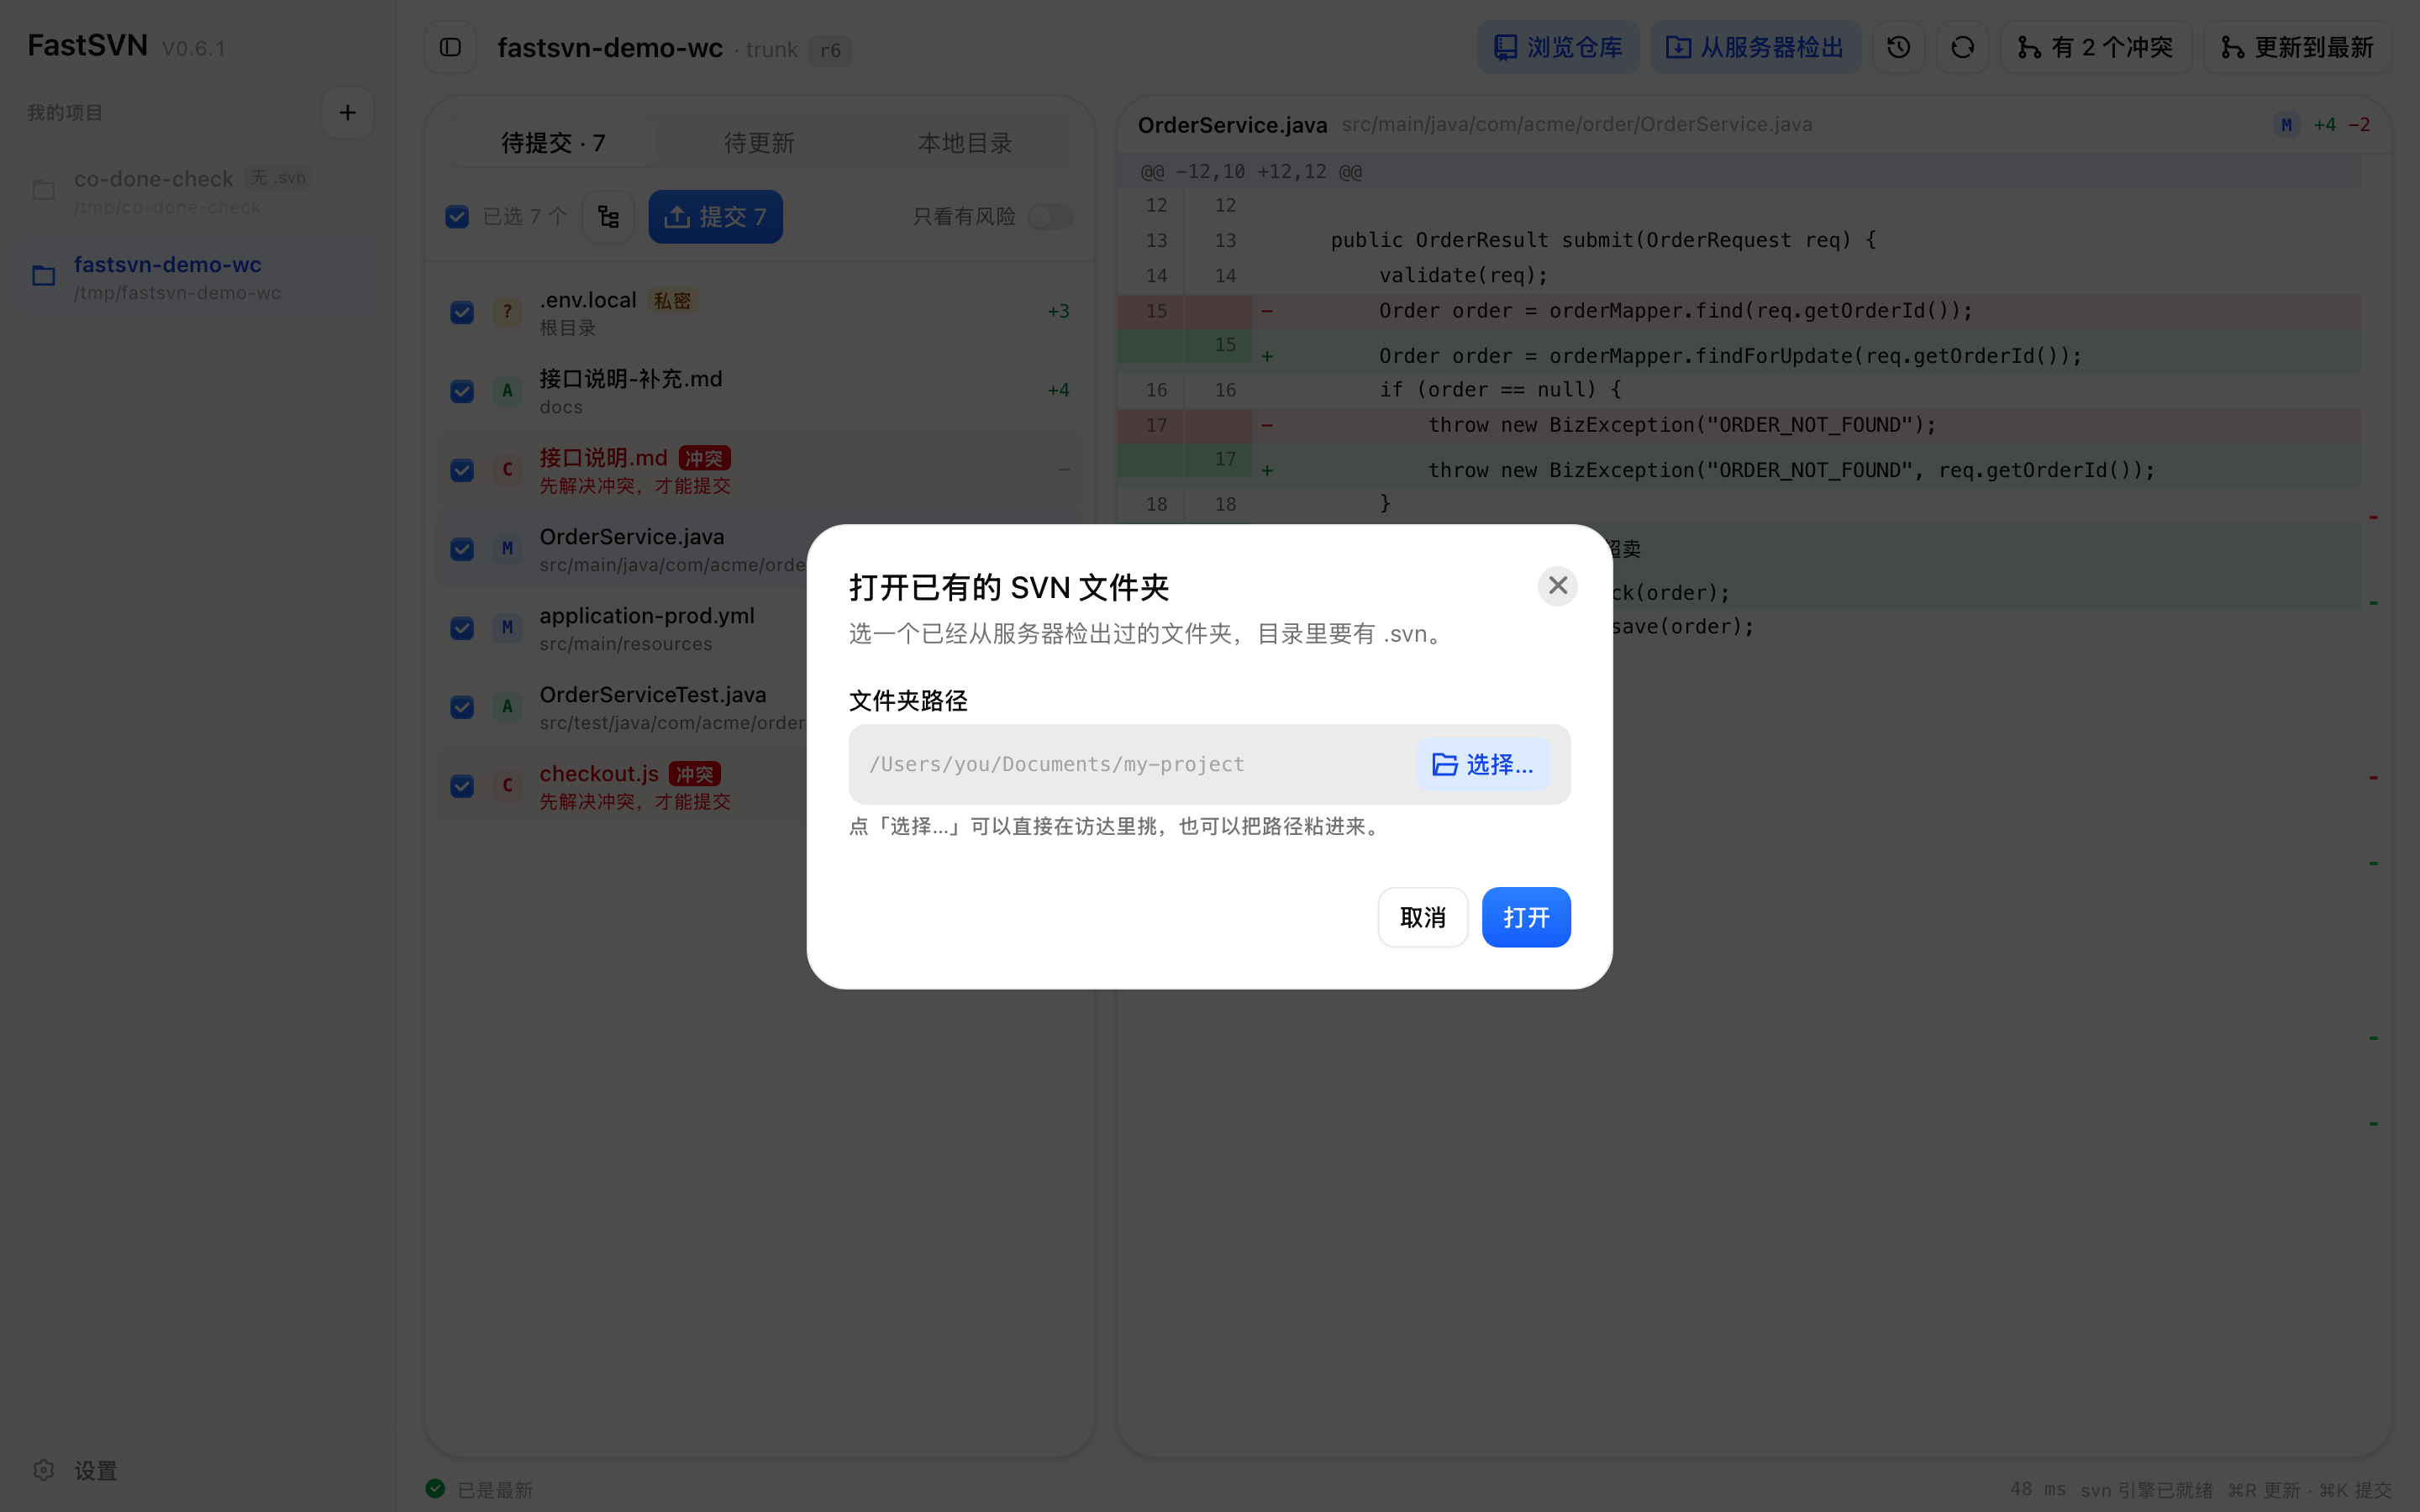 FastSVN V0.6.1
我的项目
co-done-check 无 .svn
/tmp/co-done-check
fastsvn-demo-wc
/tmp/fastsvn-demo-wc
设置
fastsvn-demo-wc · trunk r6
浏览仓库 从服务器检出 有 2 个冲突 更新到最新
待提交 · 7 待更新 本地目录
已选 7 个 提交 7 只看有风险
? .env.local 私密 +3
根目录
A 接口说明-补充.md +4
docs
C 接口说明.md 冲突 —
先解决冲突，才能提交
M OrderService.java
src/main/java/com/acme/orde
M application-prod.yml
src/main/resources
A OrderServiceTest.java
src/test/java/com/acme/order
C checkout.js 冲突
先解决冲突，才能提交
OrderService.java src/main/java/com/acme/order/OrderService.java M +4 −2
@@ −12,10 +12,12 @@
12 12
13 13 public OrderResult submit(OrderRequest req) {
14 14 validate(req);
15 − Order order = orderMapper.find(req.getOrderId());
15 + Order order = orderMapper.findForUpdate(req.getOrderId());
16 16 if (order == null) {
17 − throw new BizException("ORDER_NOT_FOUND");
17 + throw new BizException("ORDER_NOT_FOUND", req.getOrderId());
18 18 }
超卖
ck(order);
save(order);
打开已有的 SVN 文件夹
选一个已经从服务器检出过的文件夹，目录里要有 .svn。
文件夹路径
/Users/you/Documents/my-project 选择...
点「选择...」可以直接在访达里挑，也可以把路径粘进来。
取消 打开
已是最新
48 ms svn 引擎已就绪 ⌘R 更新 · ⌘K 提交